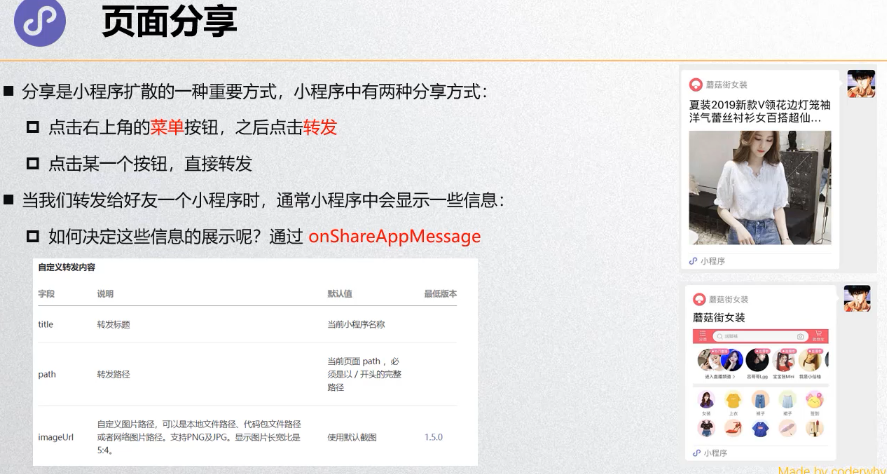 页面分享
分享是小程序扩散的一种重要方式，小程序中有两种分享方式：
点击右上角的菜单按钮，之后点击转发
点击某一个按钮，直接转发
当我们转发给好友一个小程序时，通常小程序中会显示一些信息：
如何决定这些信息的展示呢？通过 onShareAppMessage
自定义转发内容
字段 说明 默认值 最低版本
title 转发标题 当前小程序名称
path 转发路径 当前页面 path ，必
须是以 / 开头的完整
路径
imageUrl 自定义图片路径，可以是本地文件路径、代码包文件路径
或者网络图片路径。支持PNG及JPG。显示图片长宽比是
5:4。
使用默认截图 1.5.0
蘑菇街女装
夏装2019新款V领花边灯笼袖
洋气蕾丝衬衫女百搭超仙...
小程序
蘑菇街女装
蘑菇街女装
小程序
Made by coderwhy